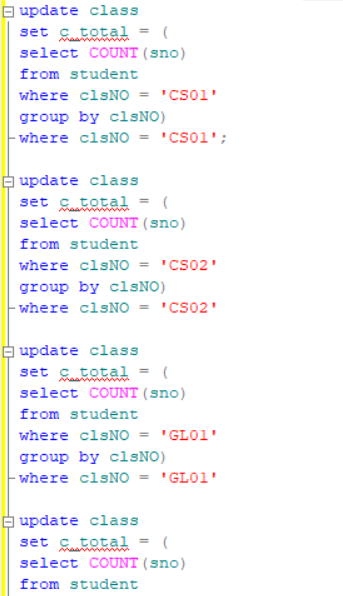 update class
set c_total = (
select COUNT(sno)
from student
where clsNO = 'CS01'
group by clsNO)
where clsNO = 'CS01';
update class
set c_total = (
select COUNT(sno)
from student
where clsNO = 'CS02'
group by clsNO)
where clsNO = 'CS02'
update class
set c_total = (
select COUNT(sno)
from student
where clsNO = 'GL01'
group by clsNO)
where clsNO = 'GL01'
update class
set c_total = (
select COUNT(sno)
from student